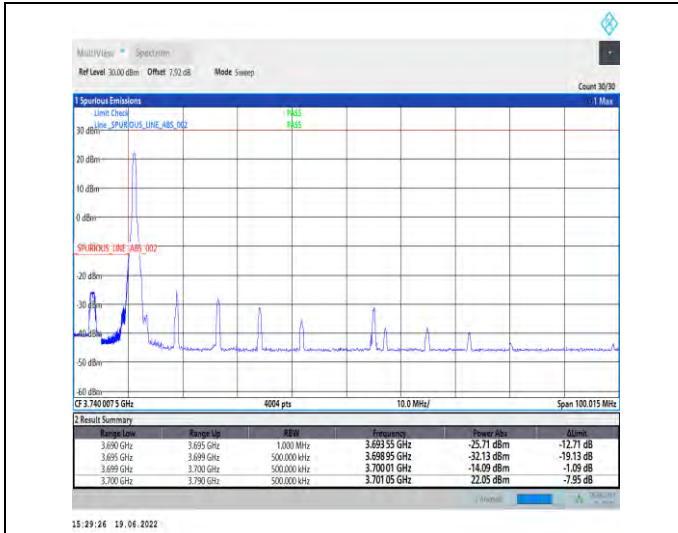 MultiView Spectrum
Ref Level 30.00 dBm Offset 7.92 dB Mode Sweep
Count 30/30
1 Spurious Emissions 1 Max
Limit Check PASS
Line _SPURIOUS_LINE_ABS_002 PASS
30 dBm
20 dBm
10 dBm
0 dBm
_SPURIOUS_LINE_ABS_002
-20 dBm
-30 dBm
-40 dBm
-50 dBm
-60 dBm
CF 3.740 007 5 GHz 4004 pts 10.0 MHz/ Span 100.015 MHz
2 Result Summary
Range Low Range Up RBW Frequency Power Abs ΔLimit
3.690 GHz 3.695 GHz 1.000 MHz 3.693 55 GHz -25.71 dBm -12.71 dB
3.695 GHz 3.699 GHz 500.000 kHz 3.698 95 GHz -32.13 dBm -19.13 dB
3.699 GHz 3.700 GHz 500.000 kHz 3.700 01 GHz -14.09 dBm -1.09 dB
3.700 GHz 3.790 GHz 500.000 kHz 3.701 05 GHz 22.05 dBm -7.95 dB
15:29:26 19.06.2022